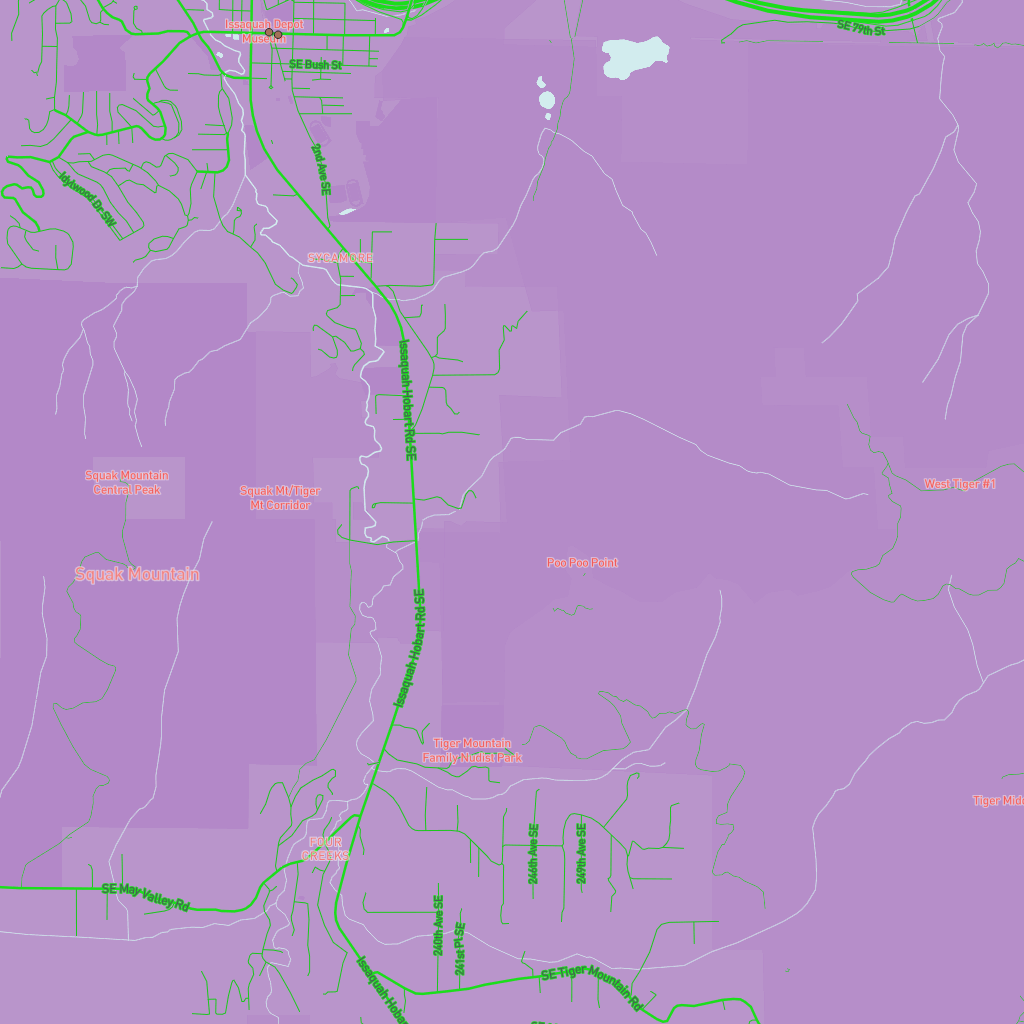 Issaquah Depot
Museum
SE 79th St
SE Bush St
2nd Ave SE
Idylwood Dr SW
SYCAMORE
Issaquah Hobart Rd SE
Squak Mountain
Central Peak
Squak Mt/Tiger
Mt Corridor
West Tiger #1
Poo Poo Point
Squak Mountain
Issaquah Hobart Rd SE
Tiger Mountain
Family Nudist Park
FOUR
CREEKS
246th Ave SE
249th Ave SE
SE May Valley Rd
240th Ave SE
241st Pl SE
SE Tiger Mountain Rd